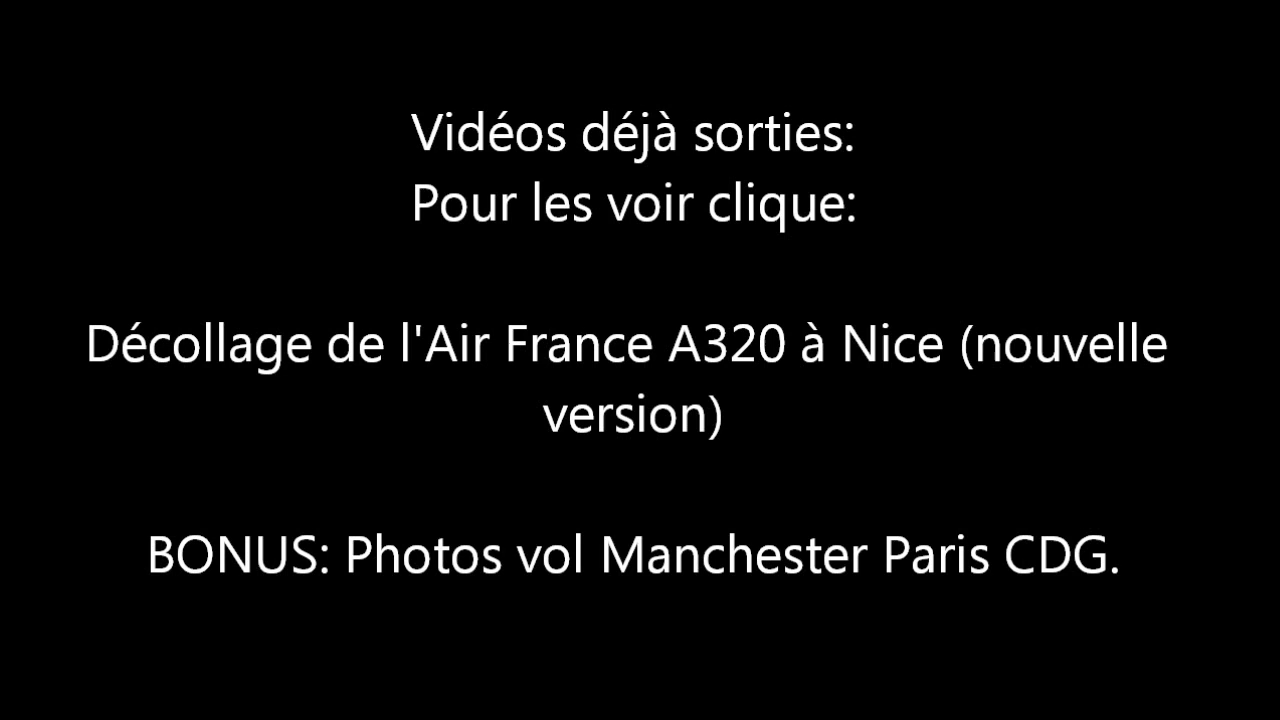 Vidéos déjà sorties:
Pour les voir clique:
Décollage de l'Air France A320 à Nice (nouvelle
version)
BONUS: Photos vol Manchester Paris CDG.